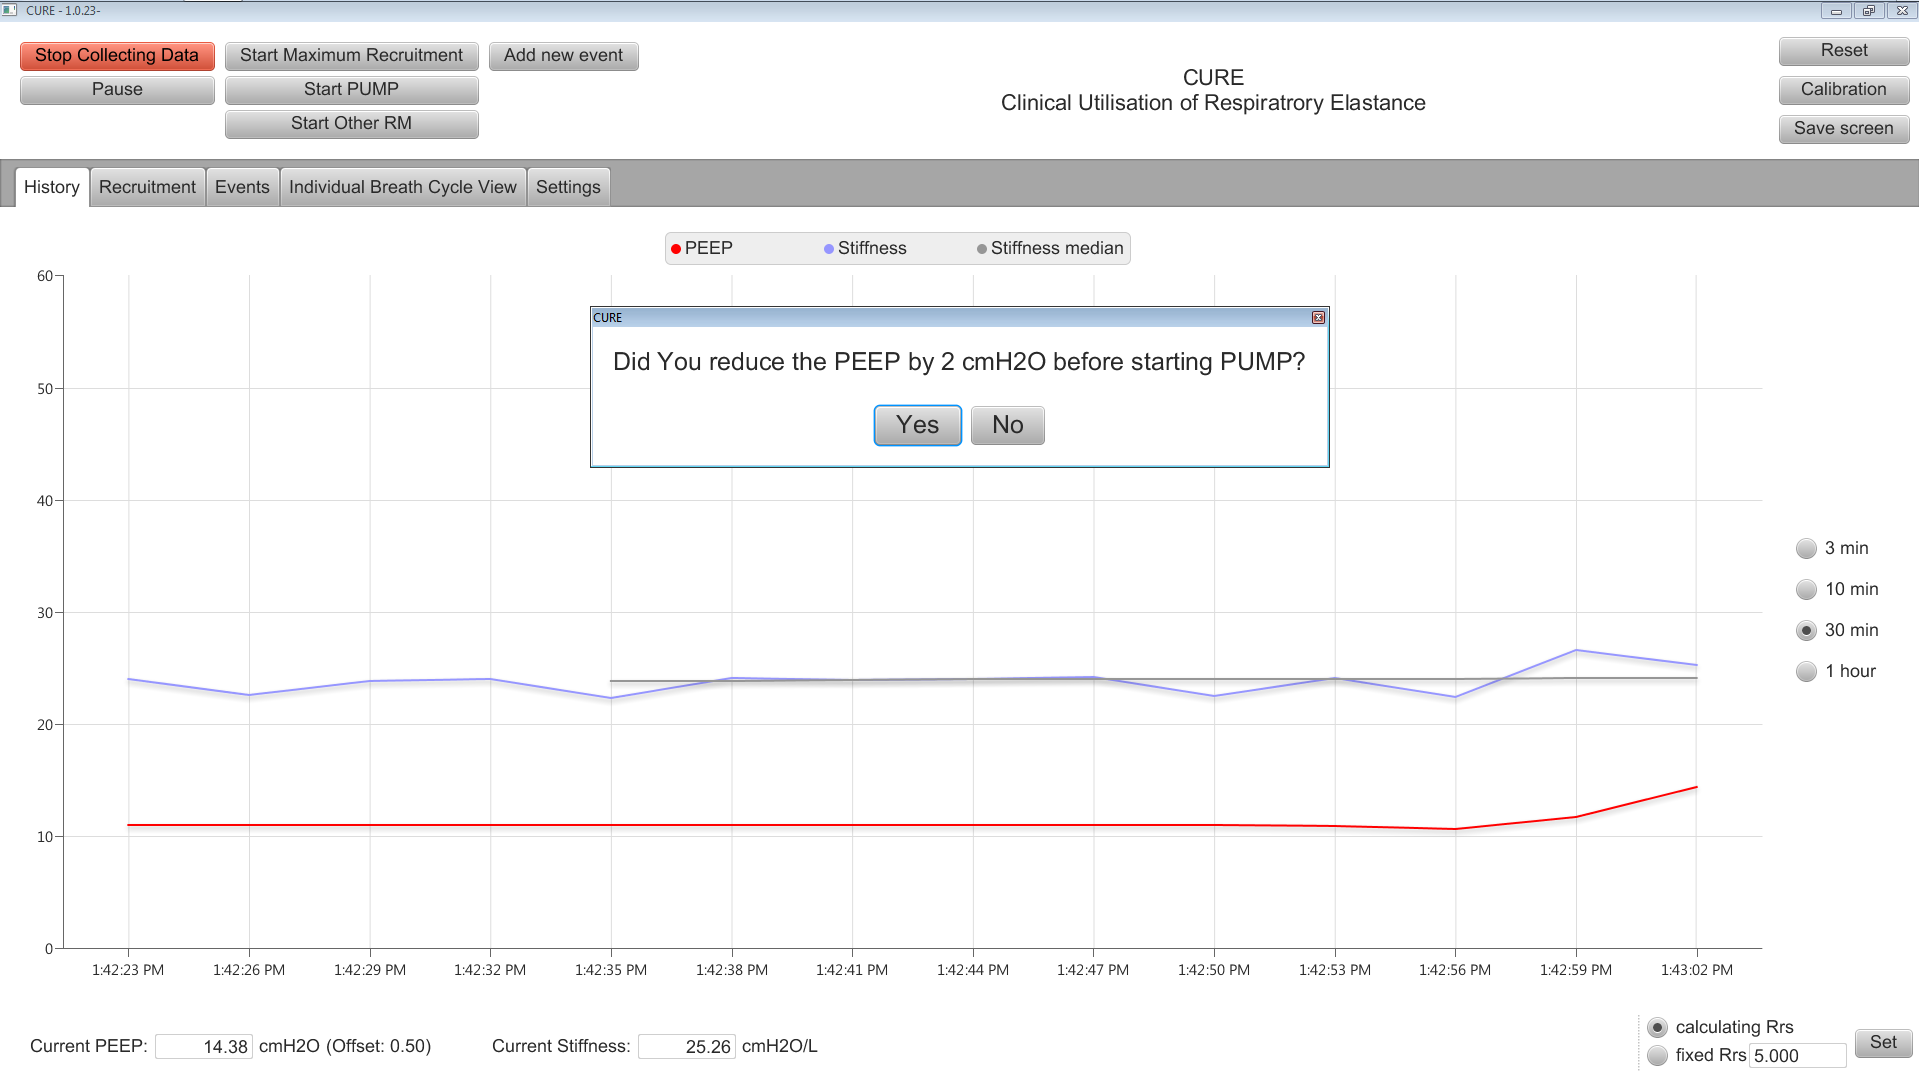 CURE - 1.0.23-
Stop Collecting Data
Start Maximum Recruitment
Add new event
Pause
Start PUMP
Start Other RM
CURE
Clinical Utilisation of Respiratrory Elastance
Reset
Calibration
Save screen
History
Recruitment
Events
Individual Breath Cycle View
Settings
PEEP
Stiffness
Stiffness median
CURE
Did You reduce the PEEP by 2 cmH2O before starting PUMP?
Yes
No
60
50
40
30
20
10
0
1:42:23 PM
1:42:26 PM
1:42:29 PM
1:42:32 PM
1:42:35 PM
1:42:38 PM
1:42:41 PM
1:42:44 PM
1:42:47 PM
1:42:50 PM
1:42:53 PM
1:42:56 PM
1:42:59 PM
1:43:02 PM
3 min
10 min
30 min
1 hour
Current PEEP: 14.38 cmH2O (Offset: 0.50)
Current Stiffness: 25.26 cmH2O/L
calculating Rrs
fixed Rrs 5.000
Set